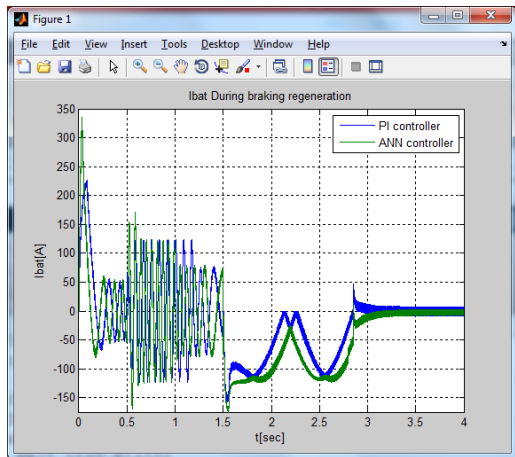 Figure 1
File Edit View Insert Tools Desktop Window Help
Ibat During braking regeneration
PI controller
ANN controller
350
300
250
200
150
100
50
0
-50
-100
-150
Ibat[A]
0 0.5 1 1.5 2 2.5 3 3.5 4
t[sec]